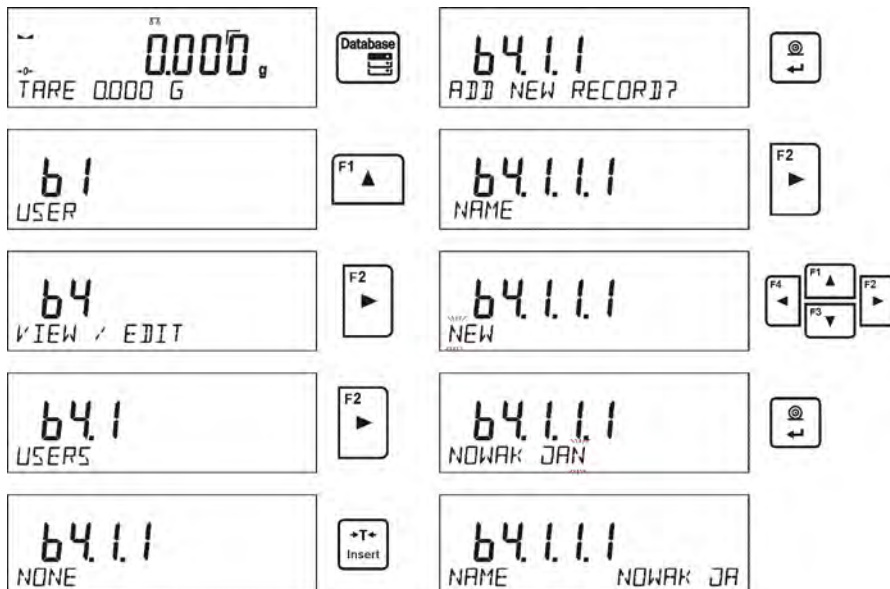 0.000 g
TARE 0.000 G
Database
b1
USER
F1
b4
VIEW / EDIT
F2
b4.1
USERS
F2
b4.1.1
NONE
→T←
Insert
b4.1.1
ADD NEW RECORD?
b4.1.1.1
NAME
F2
b4.1.1.1
NEW
F4
F1
F3
F2
b4.1.1.1
NOWAK JAN
b4.1.1.1
NAME NOWAK JA